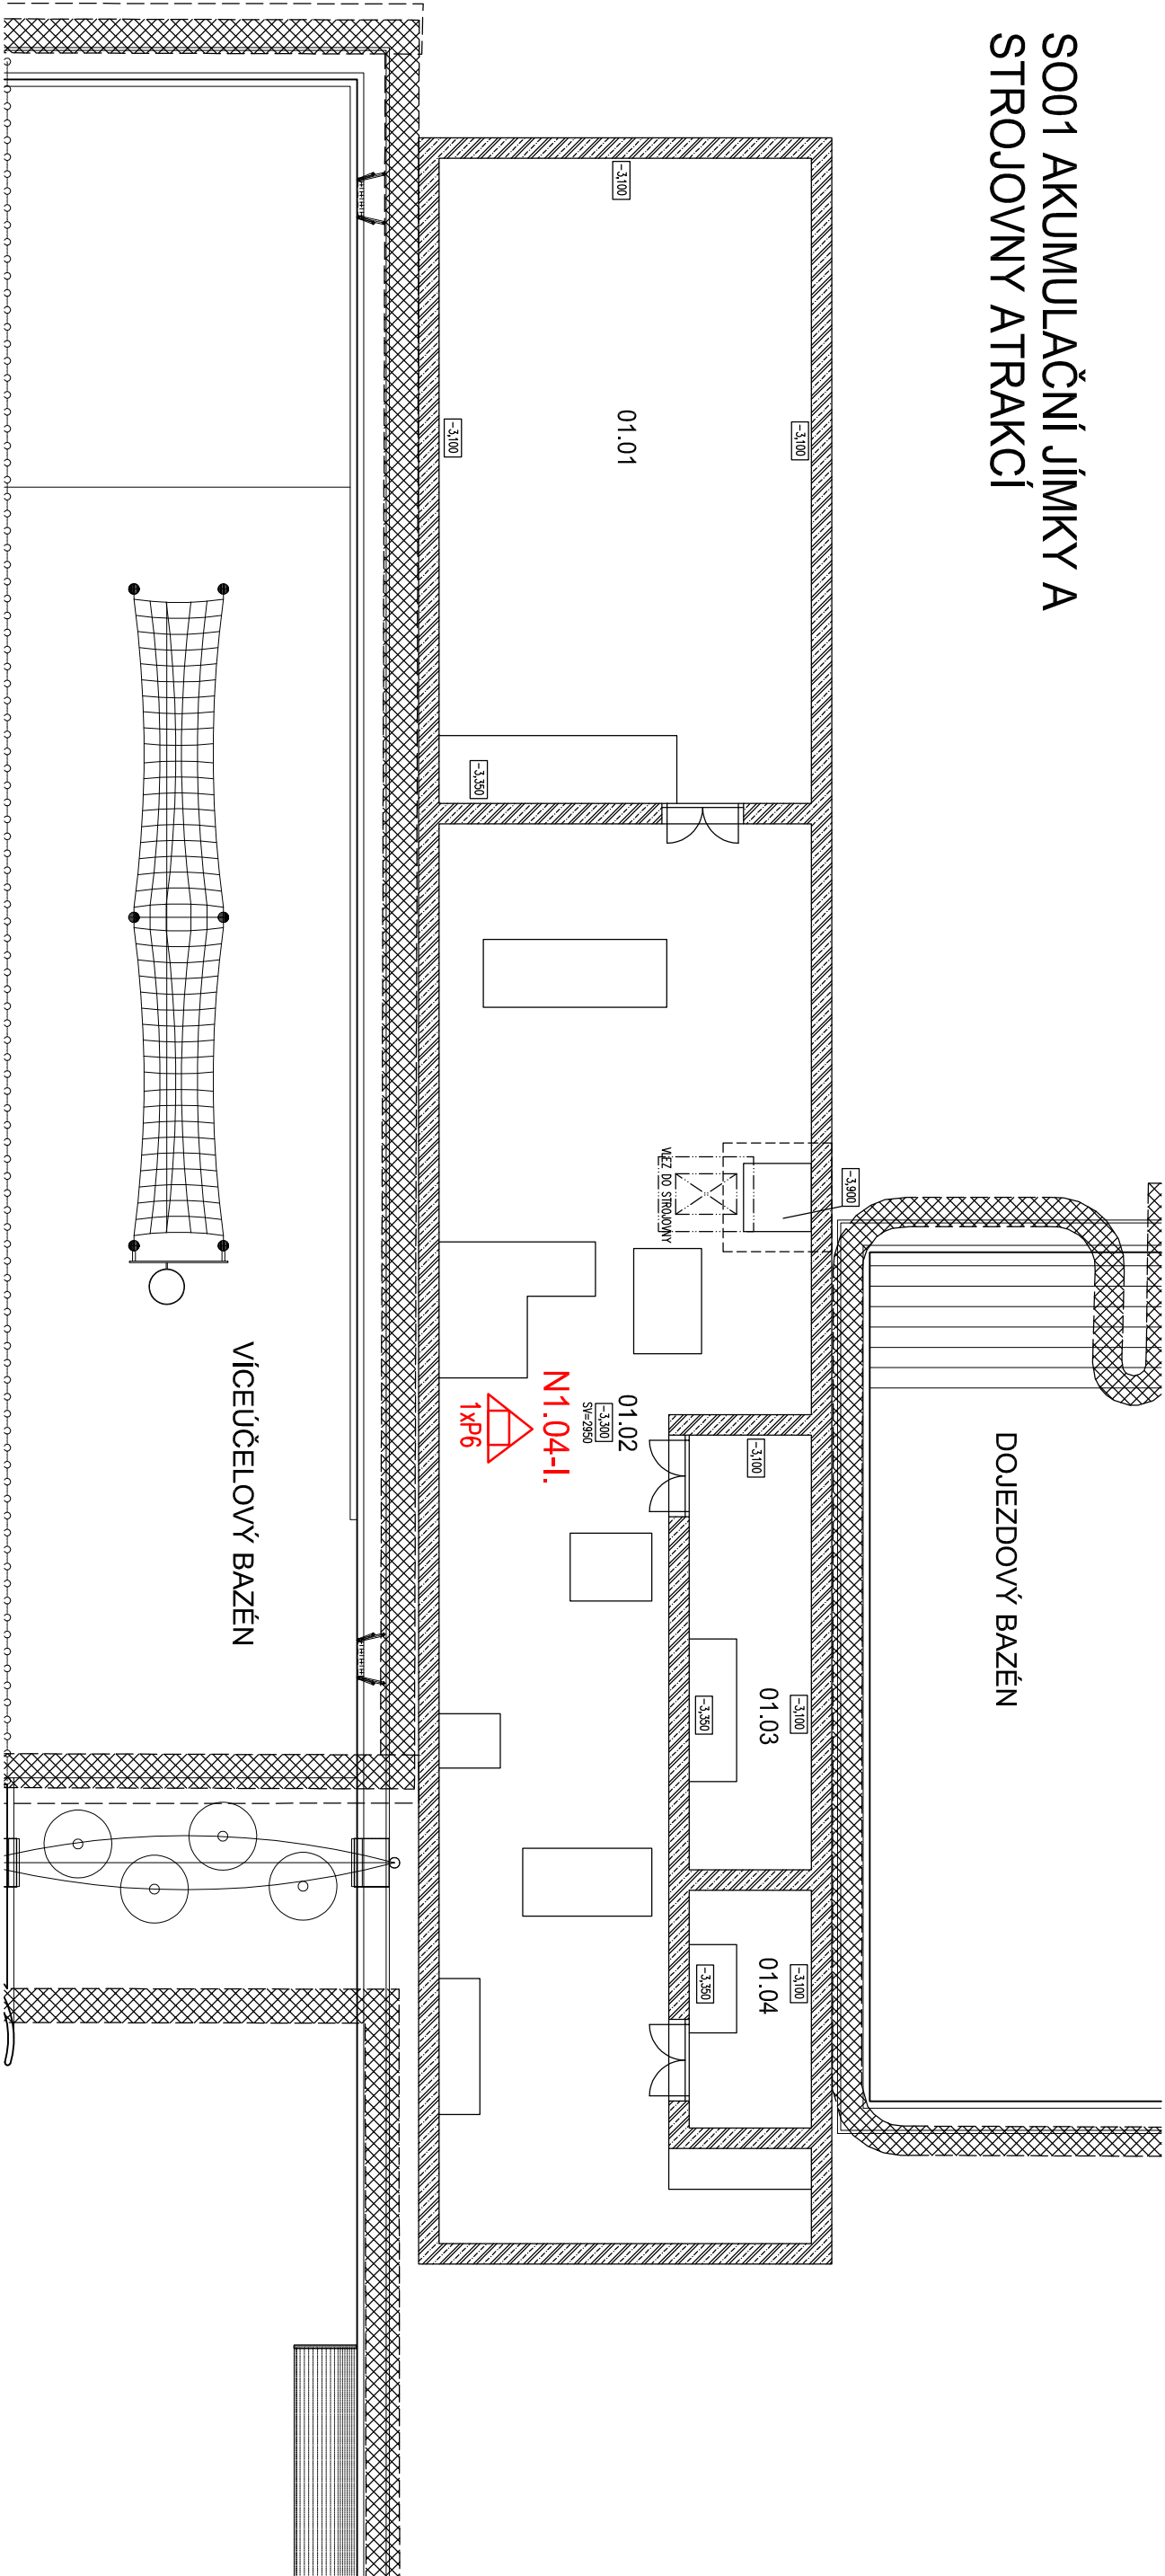 SO01 AKUMULAČNÍ JÍMKY A
STROJOVNY ATRAKCÍ
-3,100
-3,100
01.01
-3,100
-3,350
-3,900
VLEZ DO STROJOVNY
DOJEZDOVÝ BAZÉN
-3,100
01.02
-3,300
SV=2950
N1.04-I.
1xP6
-3,100
01.03
-3,350
-3,100
01.04
-3,350
VÍCEÚČELOVÝ BAZÉN